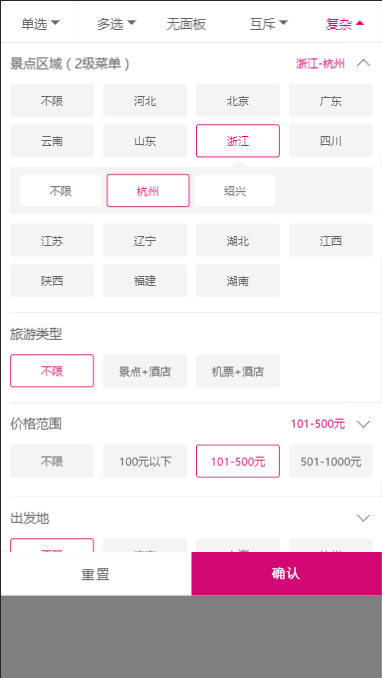 单选 多选 无面板 互斥 复杂
景点区域（2级菜单） 浙江-杭州
不限 河北 北京 广东
云南 山东 浙江 四川
不限 杭州 绍兴
江苏 辽宁 湖北 江西
陕西 福建 湖南
旅游类型
不限 景点+酒店 机票+酒店
价格范围 101-500元
不限 100元以下 101-500元 501-1000元
出发地
重置 确认